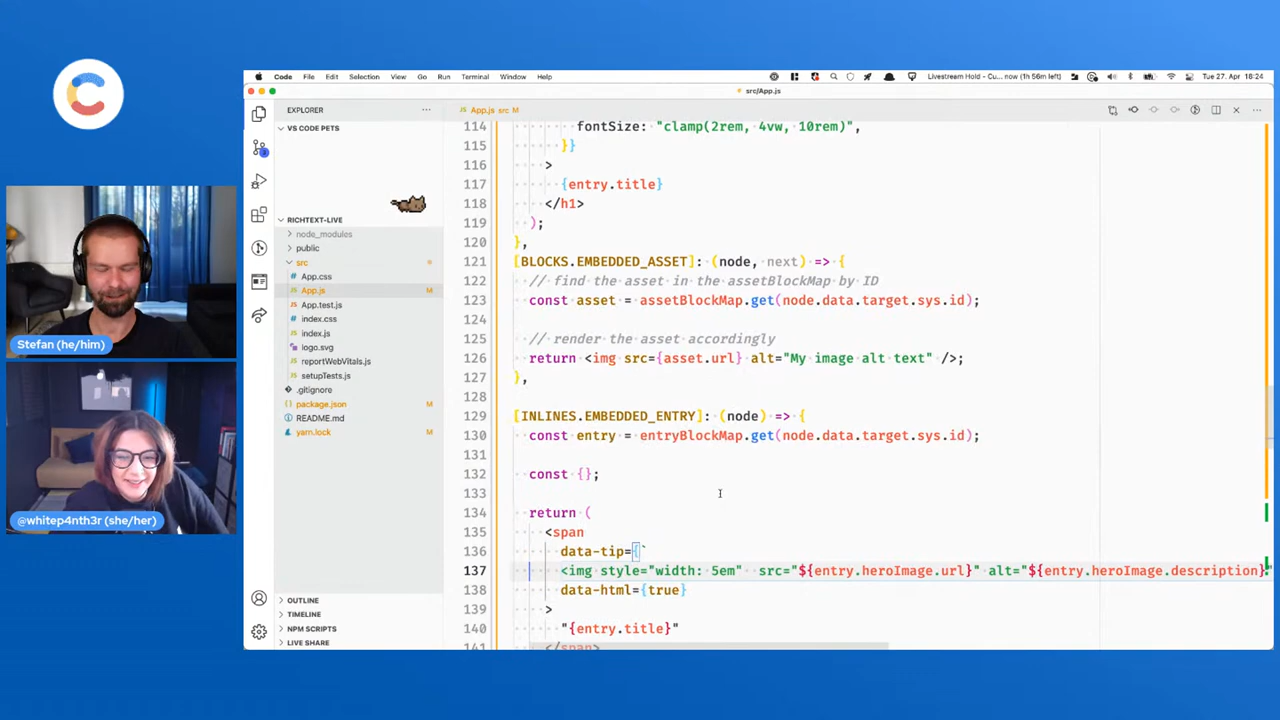 Code File Edit Selection View Go Run Terminal Window Help Livestream Hold - Cu... now (1h 56m left) Tue 27. Apr 18:24
src/App.js
EXPLORER ···
App.js src M
VS CODE PETS
RICHTEXT-LIVE
node_modules
public
src
App.css
App.js M
App.test.js
index.css
index.js
logo.svg
reportWebVitals.js
setupTests.js
.gitignore
package.json M
README.md
yarn.lock M
OUTLINE
TIMELINE
NPM SCRIPTS
LIVE SHARE
114 fontSize: "clamp(2rem, 4vw, 10rem)",
115 }}
116 >
117 {entry.title}
118 </h1>
119 );
120 },
121 [BLOCKS.EMBEDDED_ASSET]: (node, next) => {
122 // find the asset in the assetBlockMap by ID
123 const asset = assetBlockMap.get(node.data.target.sys.id);
124
125 // render the asset accordingly
126 return <img src={asset.url} alt="My image alt text" />;
127 },
128
129 [INLINES.EMBEDDED_ENTRY]: (node) => {
130 const entry = entryBlockMap.get(node.data.target.sys.id);
131
132 const {};
133
134 return (
135 <span
136 data-tip={`
137 <img style="width: 5em" src="${entry.heroImage.url}" alt="${entry.heroImage.description}"
138 data-html={true}
139 >
140 "{entry.title}"
141 </span>
Stefan (he/him)
@whitep4nth3r (she/her)